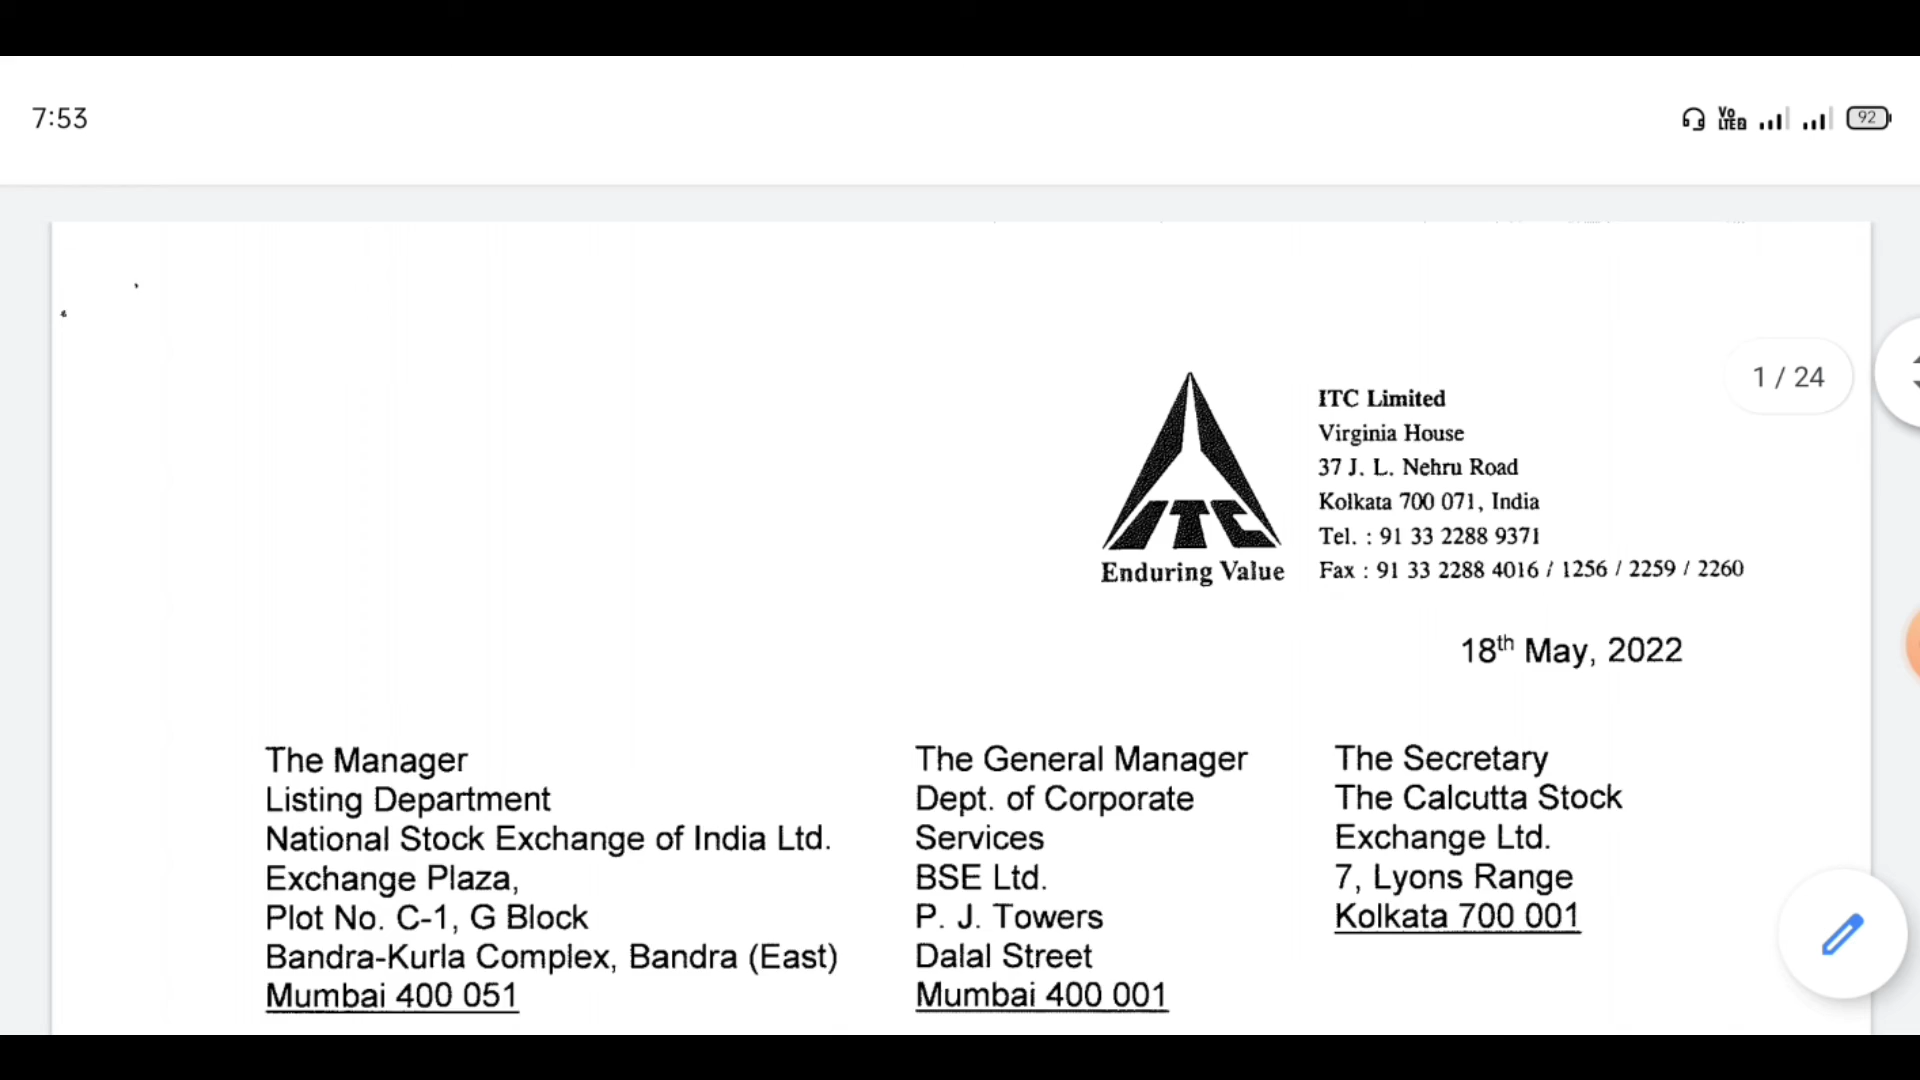 7:53
Vo
LTE2
92
1 / 24
ITC
Enduring Value
ITC Limited
Virginia House
37 J. L. Nehru Road
Kolkata 700 071, India
Tel. : 91 33 2288 9371
Fax : 91 33 2288 4016 / 1256 / 2259 / 2260
18th May, 2022
The Manager
Listing Department
National Stock Exchange of India Ltd.
Exchange Plaza,
Plot No. C-1, G Block
Bandra-Kurla Complex, Bandra (East)
Mumbai 400 051
The General Manager
Dept. of Corporate
Services
BSE Ltd.
P. J. Towers
Dalal Street
Mumbai 400 001
The Secretary
The Calcutta Stock
Exchange Ltd.
7, Lyons Range
Kolkata 700 001